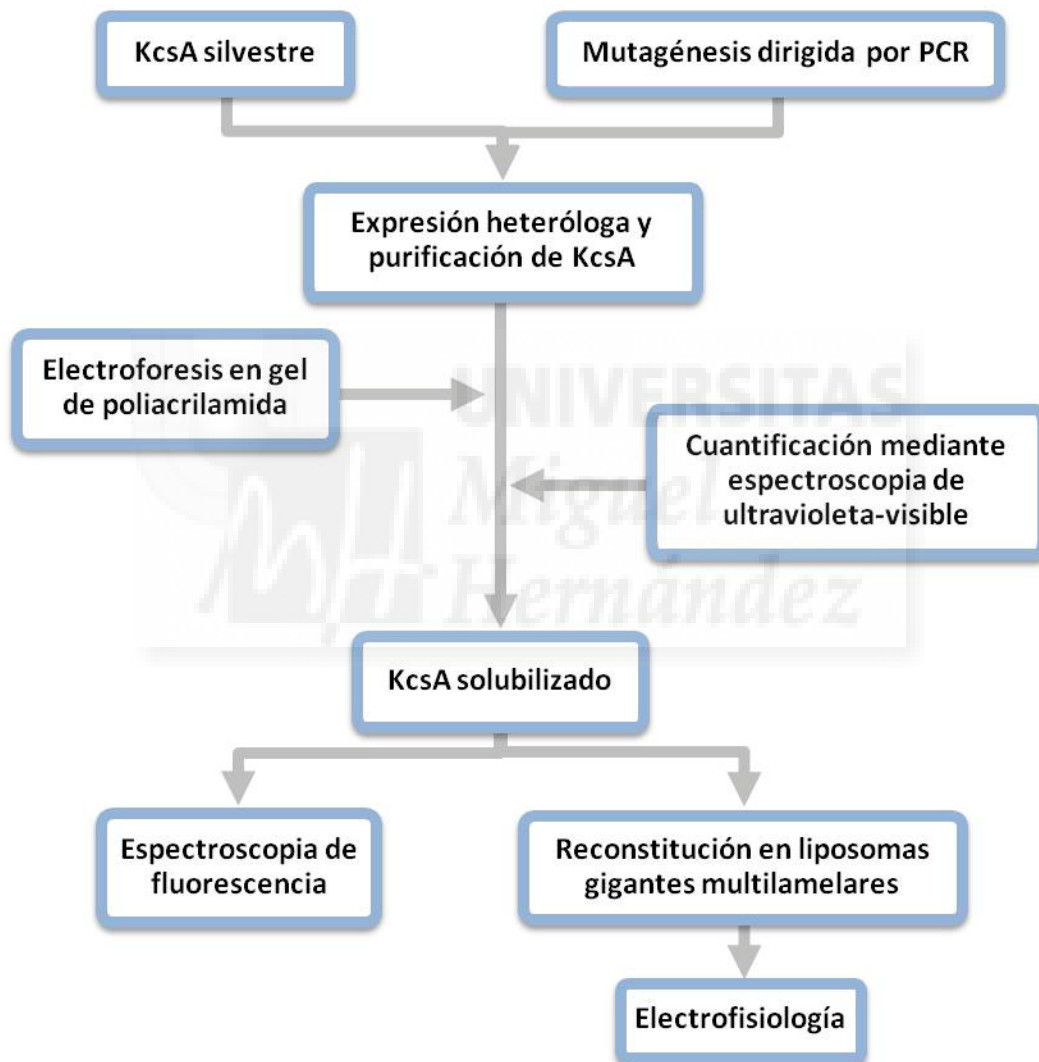 KcsA silvestre
Mutagénesis dirigida por PCR
Expresión heteróloga y
purificación de KcsA
Electroforesis en gel
de poliacrilamida
UNIVERSITAS
Miguel
Hernández
Cuantificación mediante
espectroscopia de
ultravioleta-visible
KcsA solubilizado
Espectroscopia de
fluorescencia
Reconstitución en liposomas
gigantes multilamelares
Electrofisiología